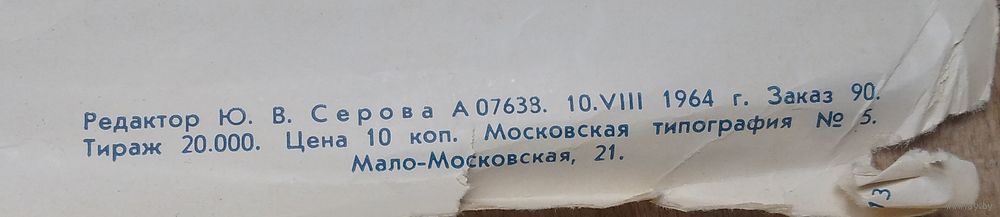 Редактор Ю. В. Серова А 07638. 10.VIII 1964 г. Заказ 90.
Тираж 20.000. Цена 10 коп. Московская типография № 5.
Мало-Московская, 21.
13